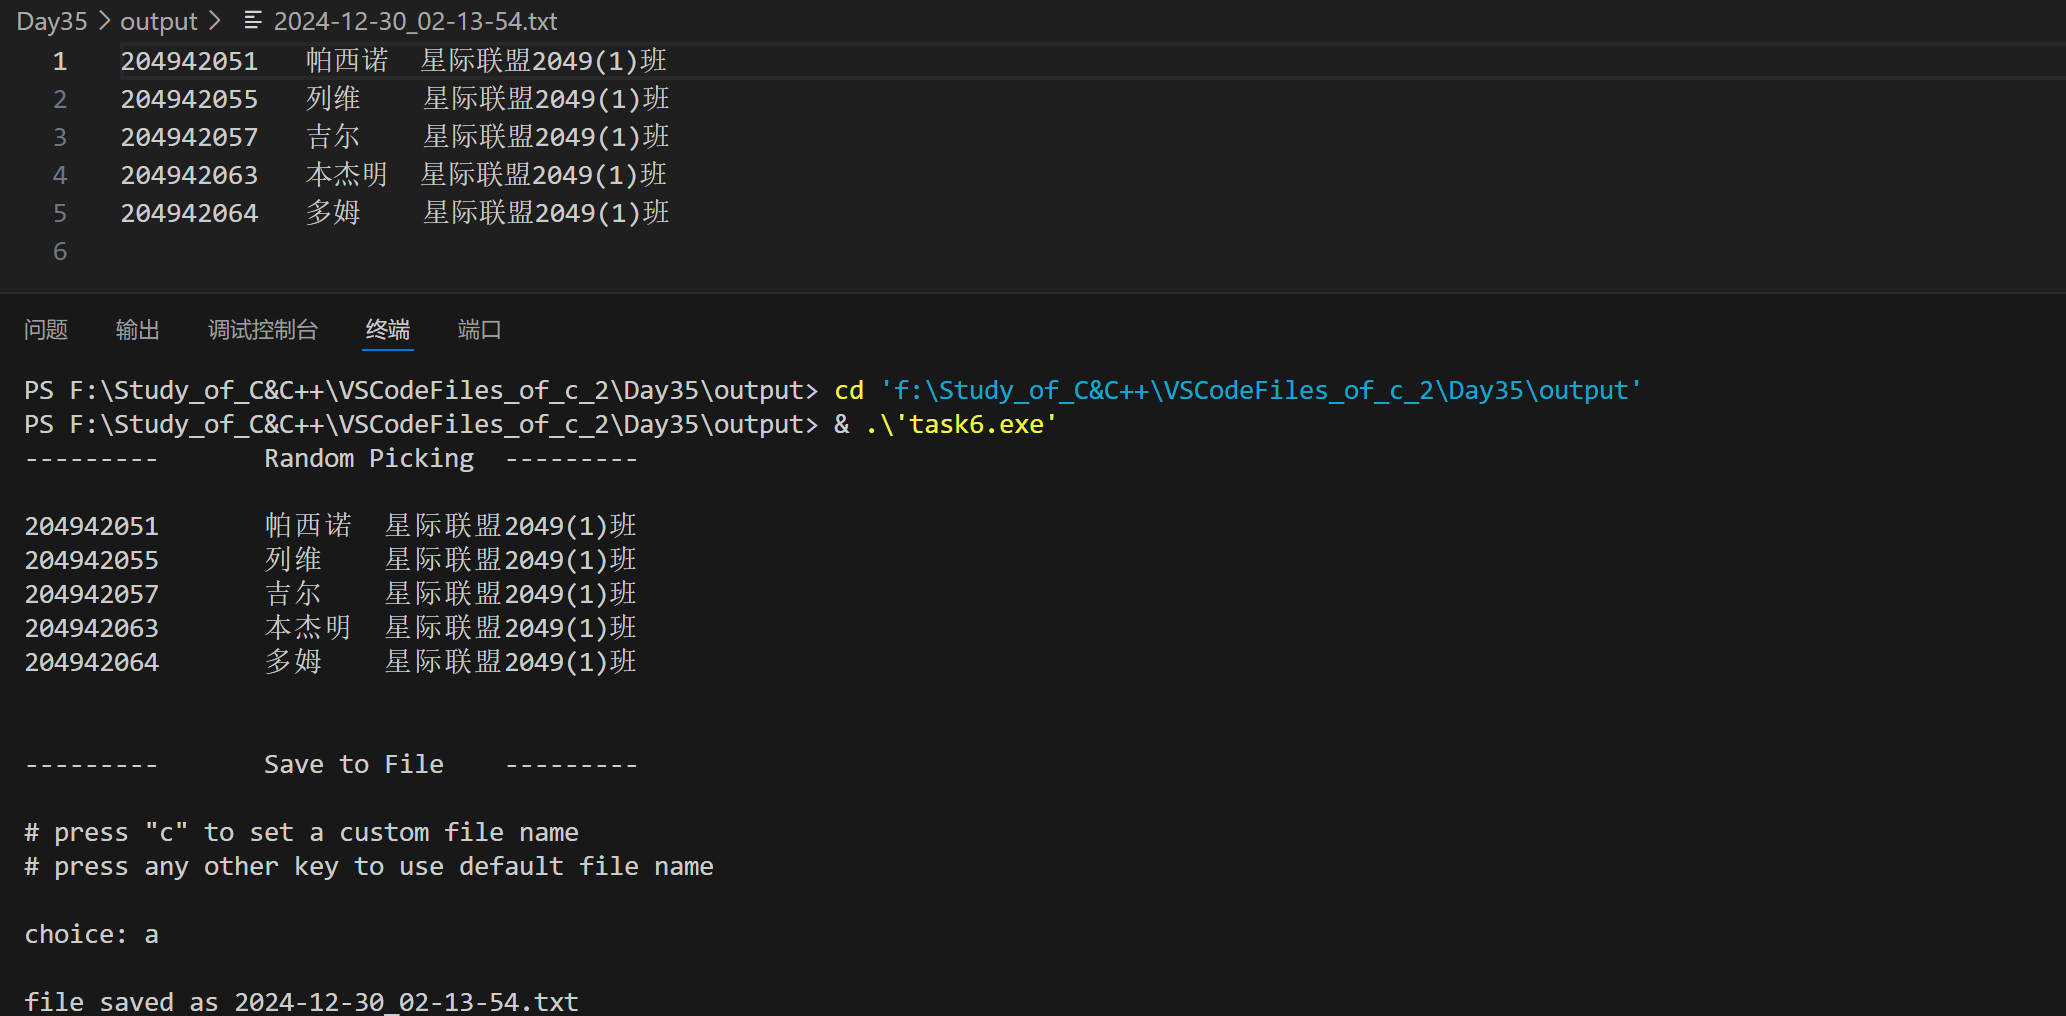 Day35 > output > 2024-12-30_02-13-54.txt
1 204942051 帕西诺 星际联盟2049(1)班
2 204942055 列维 星际联盟2049(1)班
3 204942057 吉尔 星际联盟2049(1)班
4 204942063 本杰明 星际联盟2049(1)班
5 204942064 多姆 星际联盟2049(1)班
6
问题 输出 调试控制台 终端 端口
PS F:\Study_of_C&C++\VSCodeFiles_of_c_2\Day35\output> cd 'f:\Study_of_C&C++\VSCodeFiles_of_c_2\Day35\output'
PS F:\Study_of_C&C++\VSCodeFiles_of_c_2\Day35\output> & .\'task6.exe'
--------- Random Picking ---------
204942051 帕西诺 星际联盟2049(1)班
204942055 列维 星际联盟2049(1)班
204942057 吉尔 星际联盟2049(1)班
204942063 本杰明 星际联盟2049(1)班
204942064 多姆 星际联盟2049(1)班
--------- Save to File ---------
# press "c" to set a custom file name
# press any other key to use default file name
choice: a
file saved as 2024-12-30_02-13-54.txt